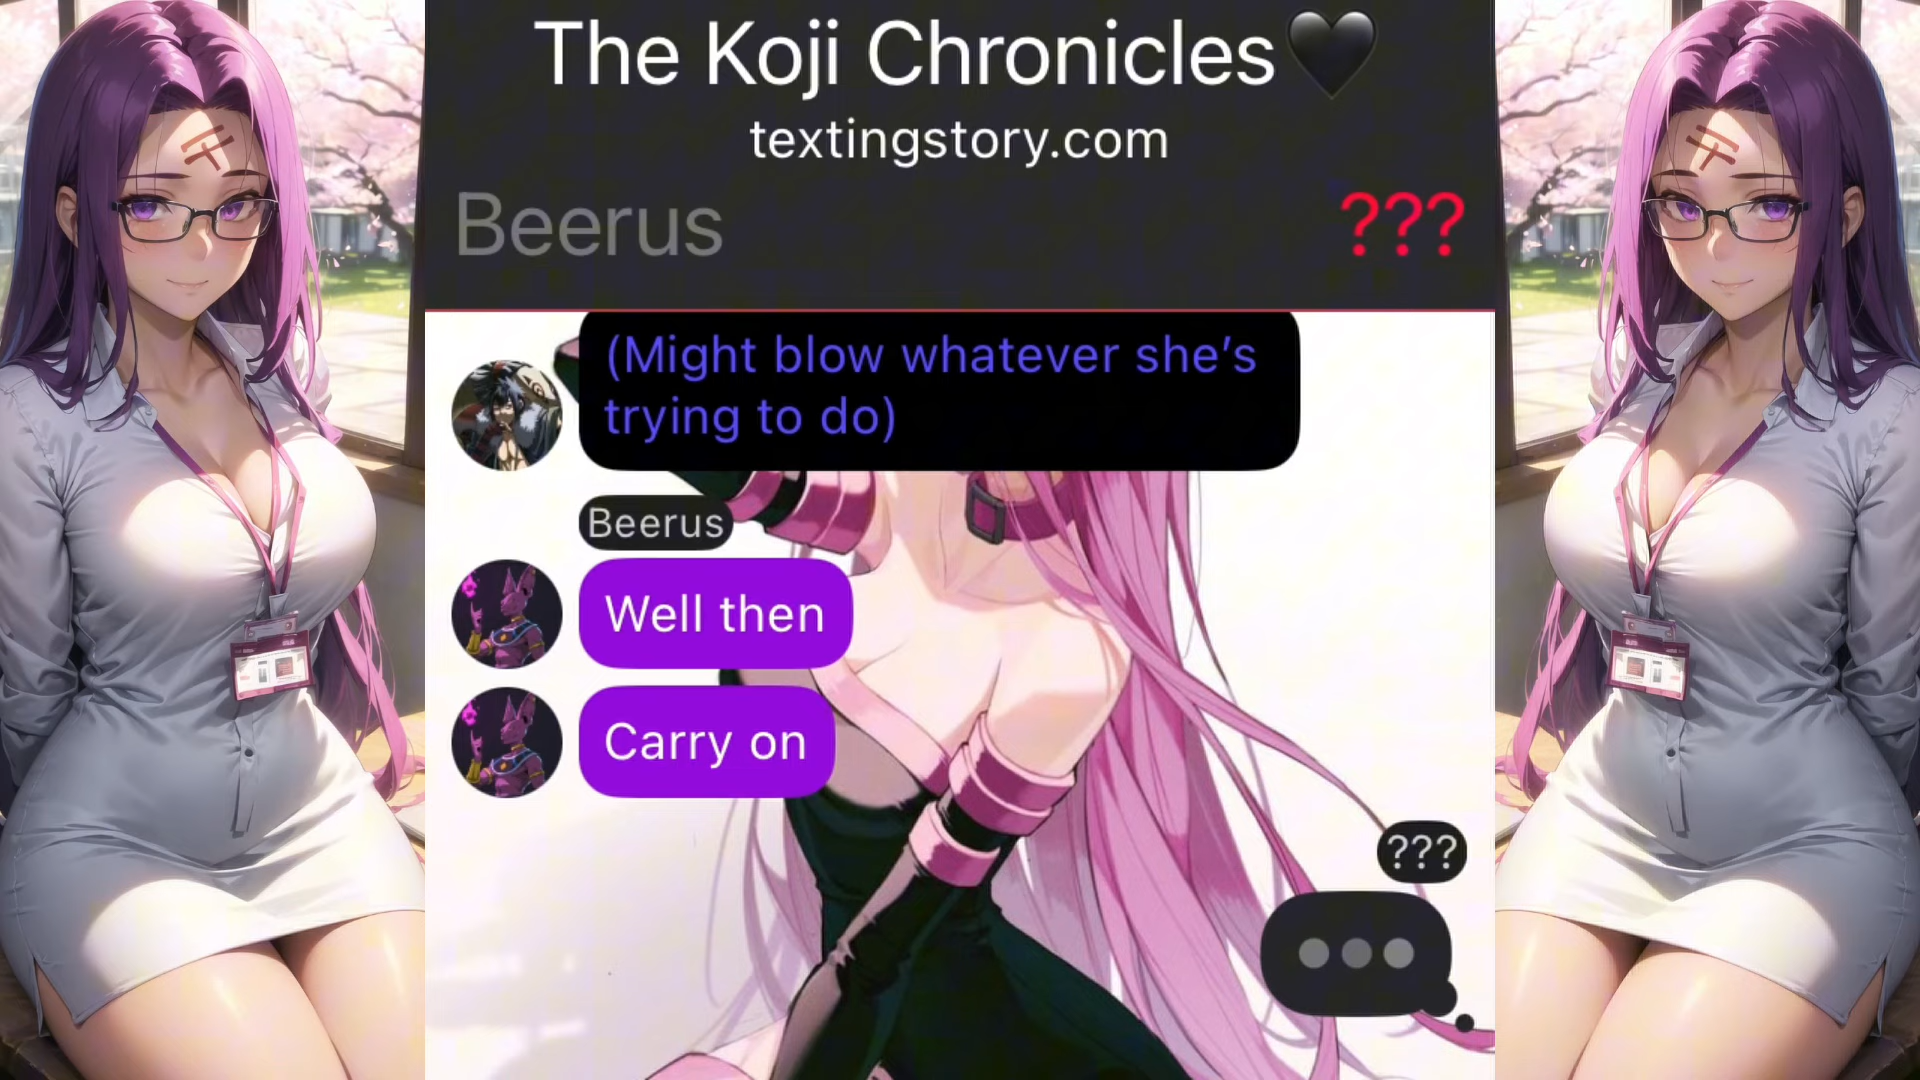 The Koji Chronicles🖤
textingstory.com
Beerus
???
(Might blow whatever she’s
trying to do)
Beerus
Well then
Carry on
???